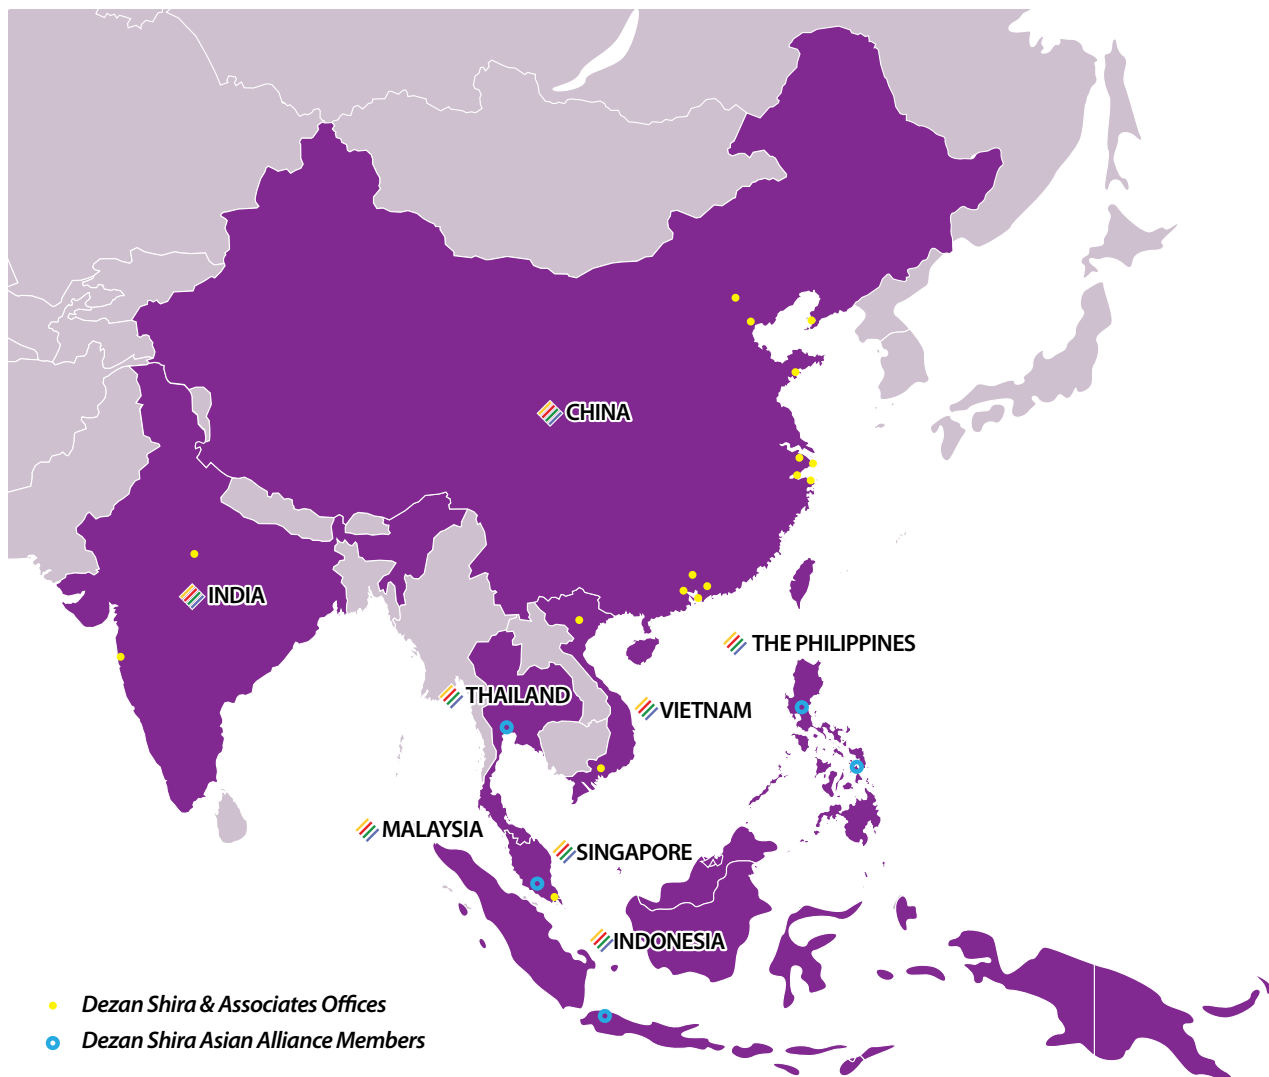 CHINA
INDIA
THE PHILIPPINES
THAILAND
VIETNAM
MALAYSIA
SINGAPORE
INDONESIA
Dezan Shira & Associates Offices
Dezan Shira Asian Alliance Members